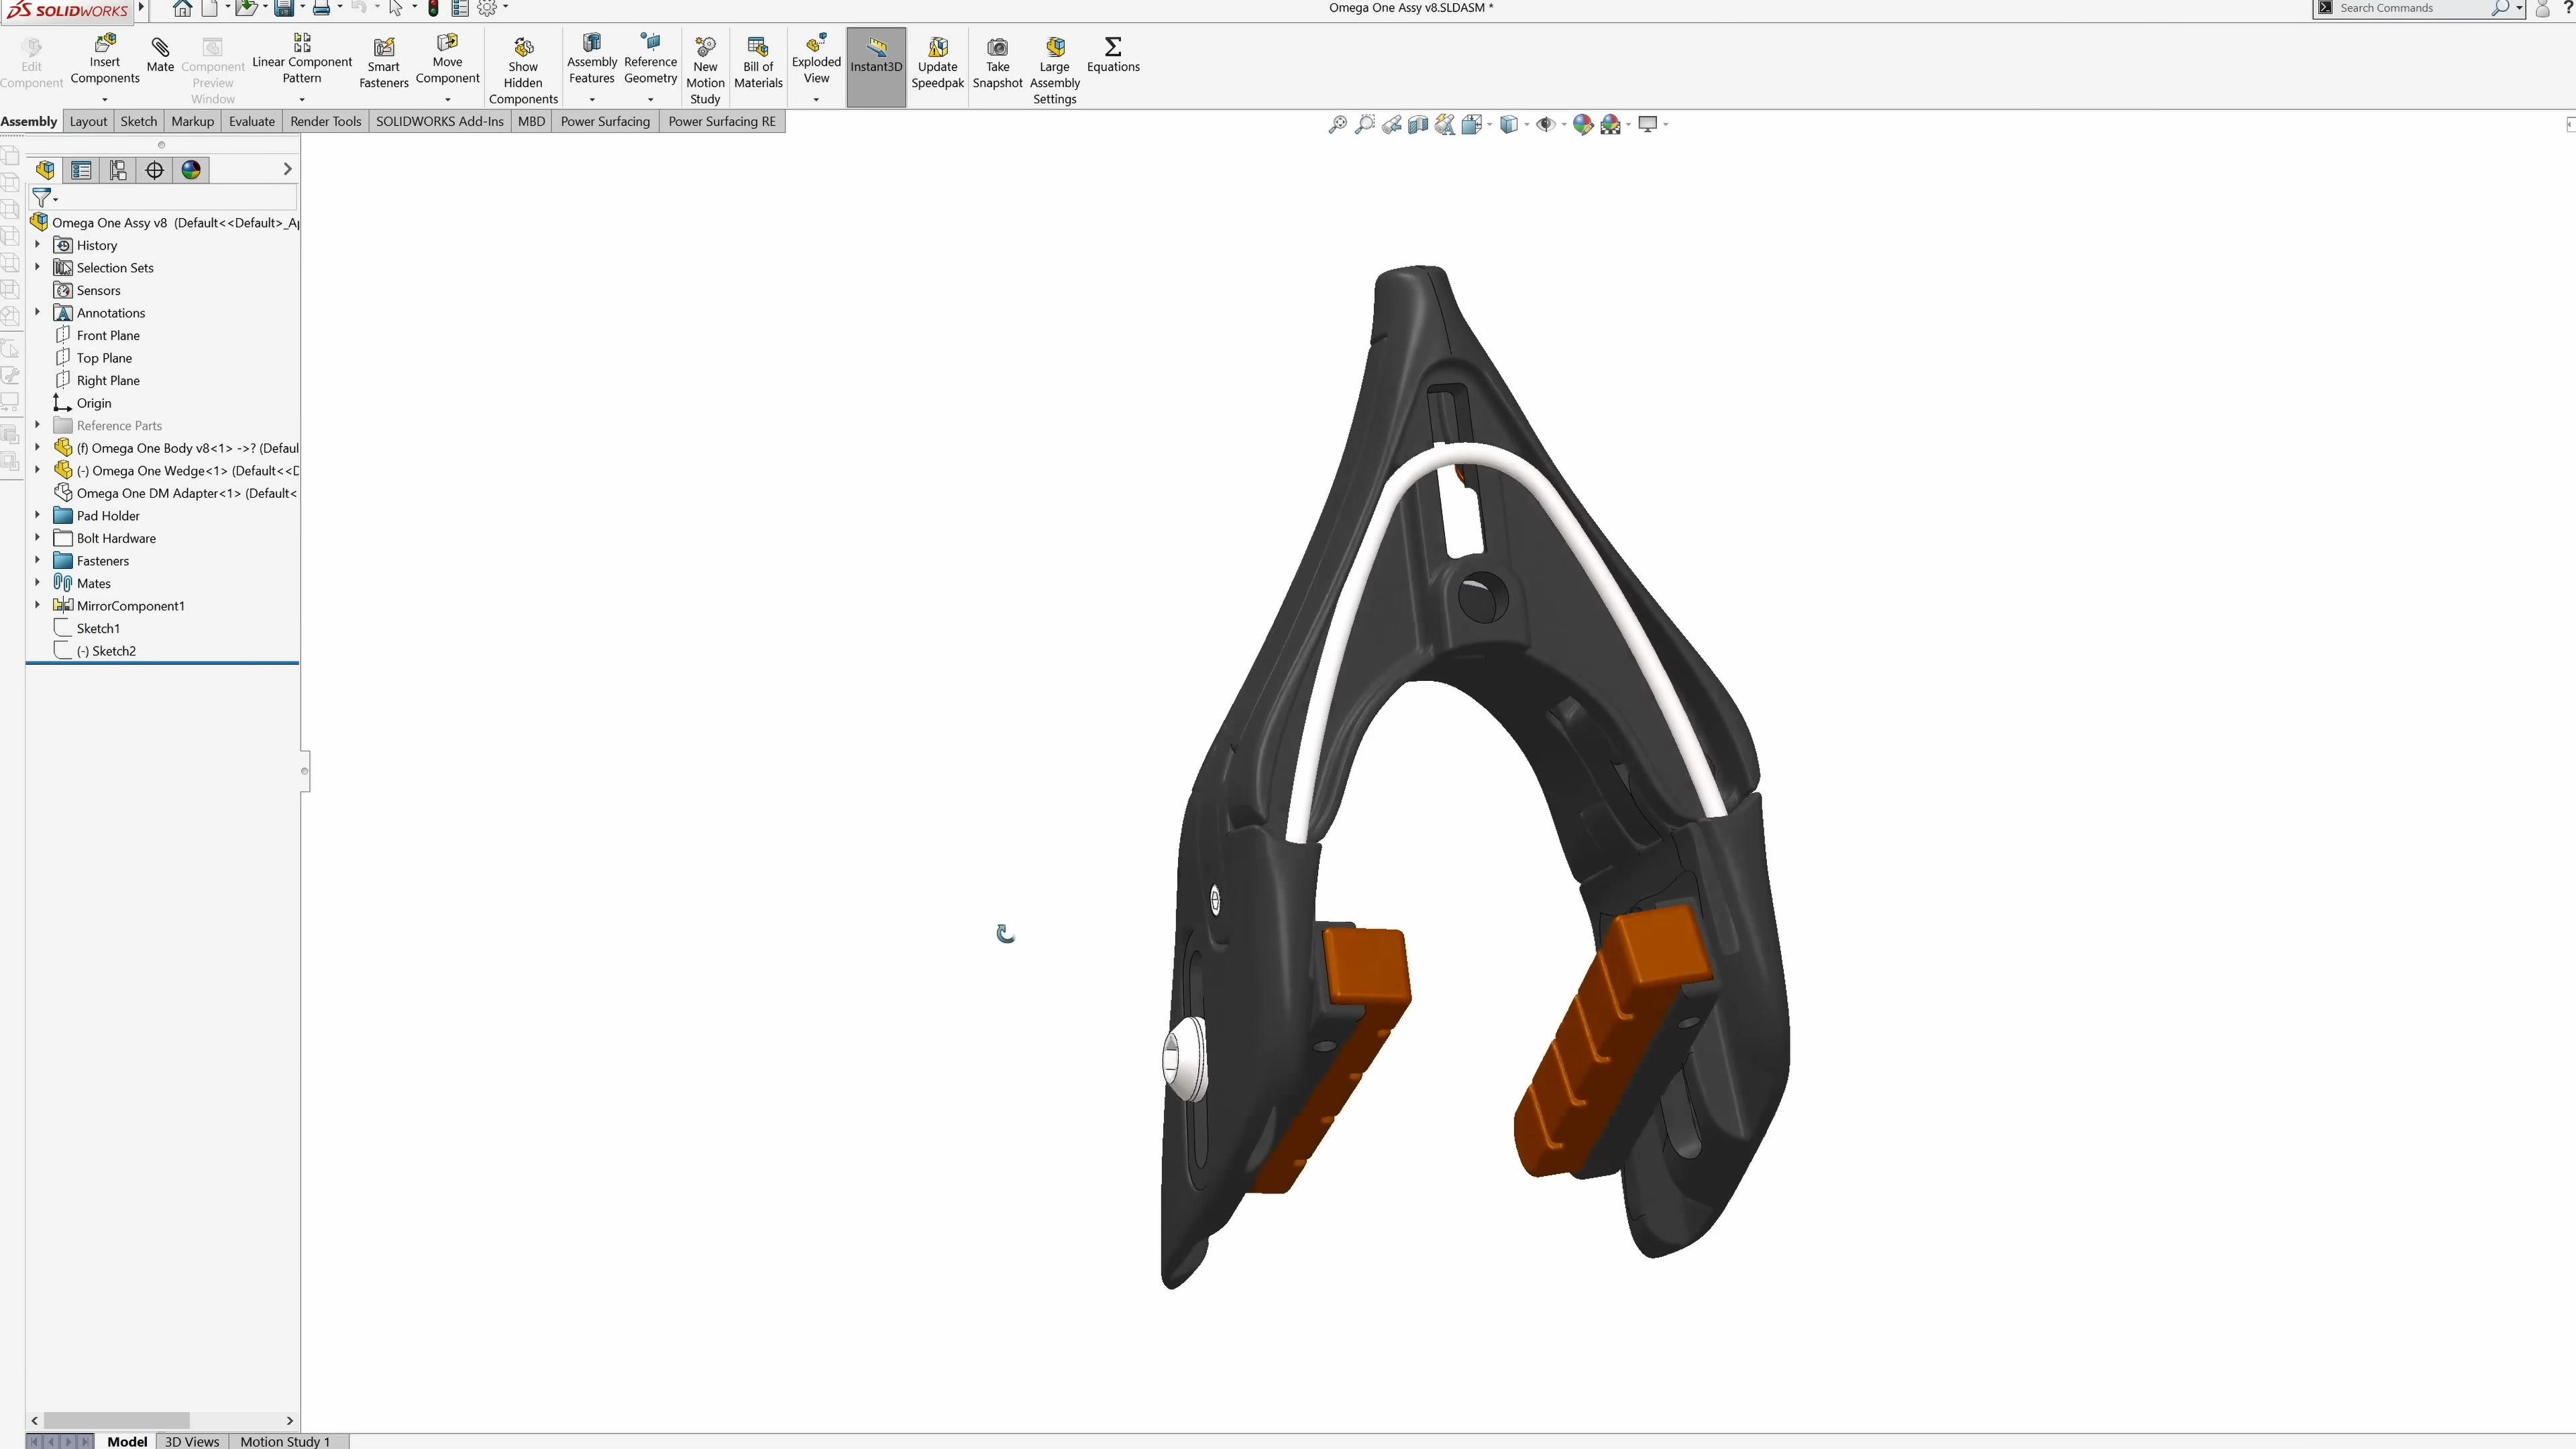 SOLIDWORKS
Omega One Assy v8.SLDASM *
Search Commands
?
Edit Component
Insert Components
Mate
Component Preview Window
Linear Component Pattern
Smart Fasteners
Move Component
Show Hidden Components
Assembly Features
Reference Geometry
New Motion Study
Bill of Materials
Exploded View
Instant3D
Update Speedpak
Take Snapshot
Large Assembly Settings
Equations
Assembly
Layout
Sketch
Markup
Evaluate
Render Tools
SOLIDWORKS Add-Ins
MBD
Power Surfacing
Power Surfacing RE
Omega One Assy v8 (Default<<Default>_Ap
History
Selection Sets
Sensors
Annotations
Front Plane
Top Plane
Right Plane
Origin
Reference Parts
(f) Omega One Body v8<1> ->? (Defaul
(-) Omega One Wedge<1> (Default<<D
Omega One DM Adapter<1> (Default<
Pad Holder
Bolt Hardware
Fasteners
Mates
MirrorComponent1
Sketch1
(-) Sketch2
Model
3D Views
Motion Study 1